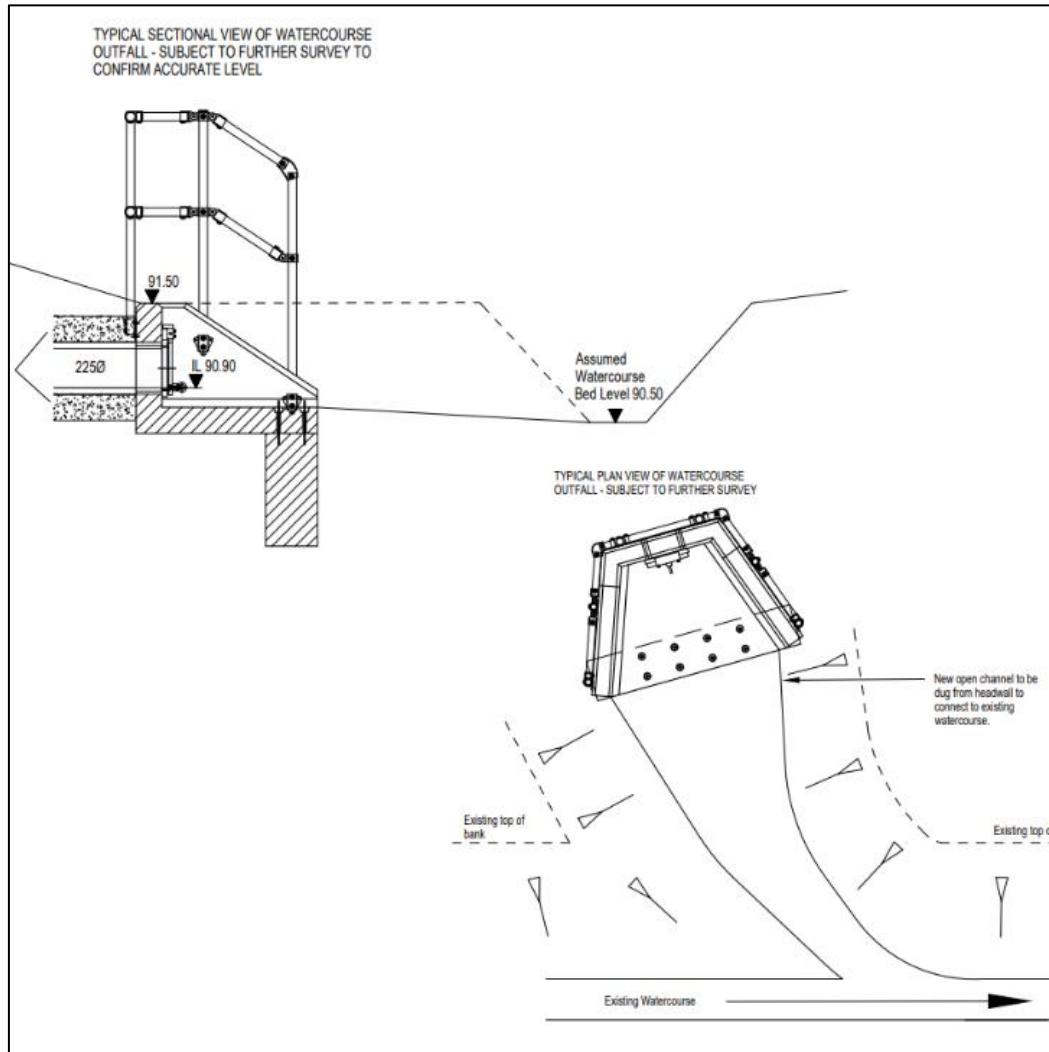 TYPICAL SECTIONAL VIEW OF WATERCOURSE
OUTFALL - SUBJECT TO FURTHER SURVEY TO
CONFIRM ACCURATE LEVEL
91.50
225Ø
IL 90.90
Assumed
Watercourse
Bed Level 90.50
TYPICAL PLAN VIEW OF WATERCOURSE
OUTFALL - SUBJECT TO FURTHER SURVEY
New open channel to be
dug from headwall to
connect to existing
watercourse.
Existing top of
bank
Existing top o
Existing Watercourse